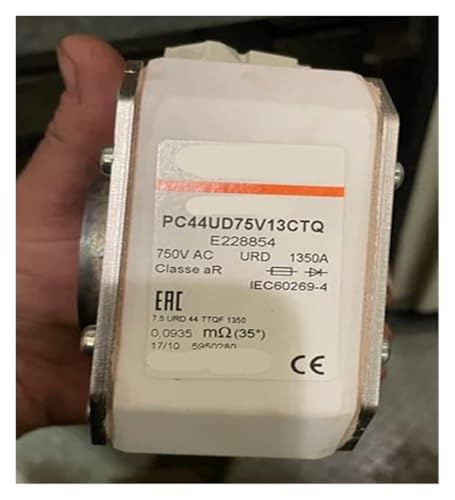 PC44UD75V13CTQ
E228854
750V AC URD 1350A
Classe aR
IEC60269-4
EAC
7,5 URD 44 TTQF 1350
0,0935 mΩ (35°)
17/10 5950280
CE